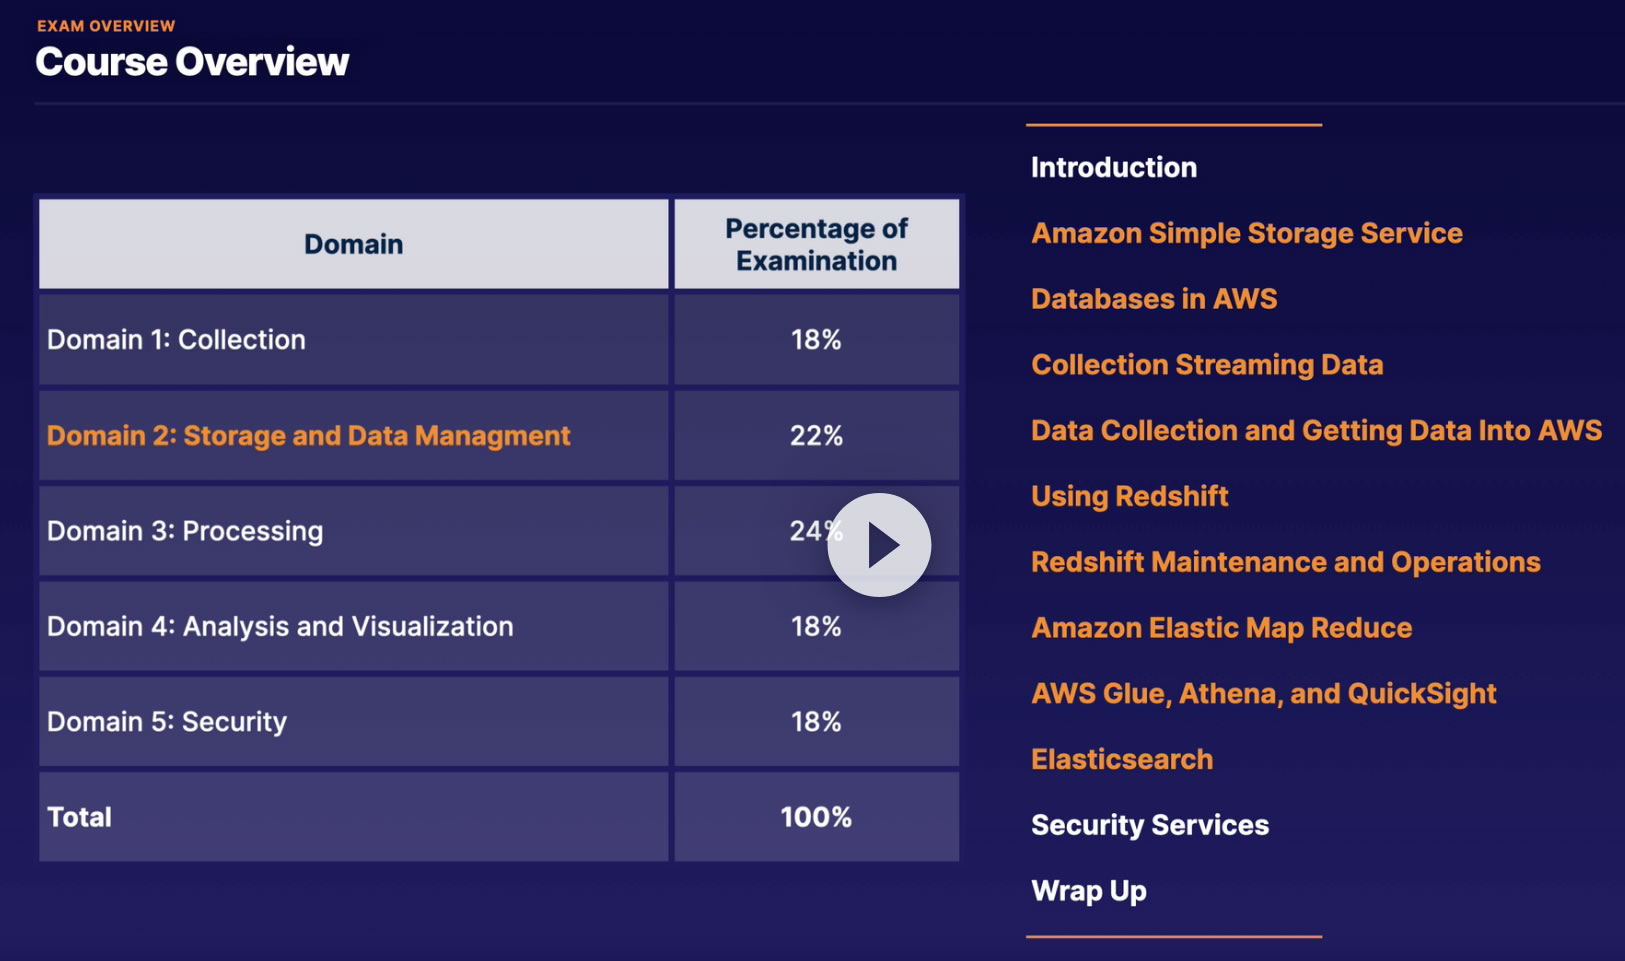 EXAM OVERVIEW
Course Overview
Domain
Percentage of
Examination
Domain 1: Collection
18%
Domain 2: Storage and Data Managment
22%
Domain 3: Processing
24%
Domain 4: Analysis and Visualization
18%
Domain 5: Security
18%
Total
100%
Introduction
Amazon Simple Storage Service
Databases in AWS
Collection Streaming Data
Data Collection and Getting Data Into AWS
Using Redshift
Redshift Maintenance and Operations
Amazon Elastic Map Reduce
AWS Glue, Athena, and QuickSight
Elasticsearch
Security Services
Wrap Up